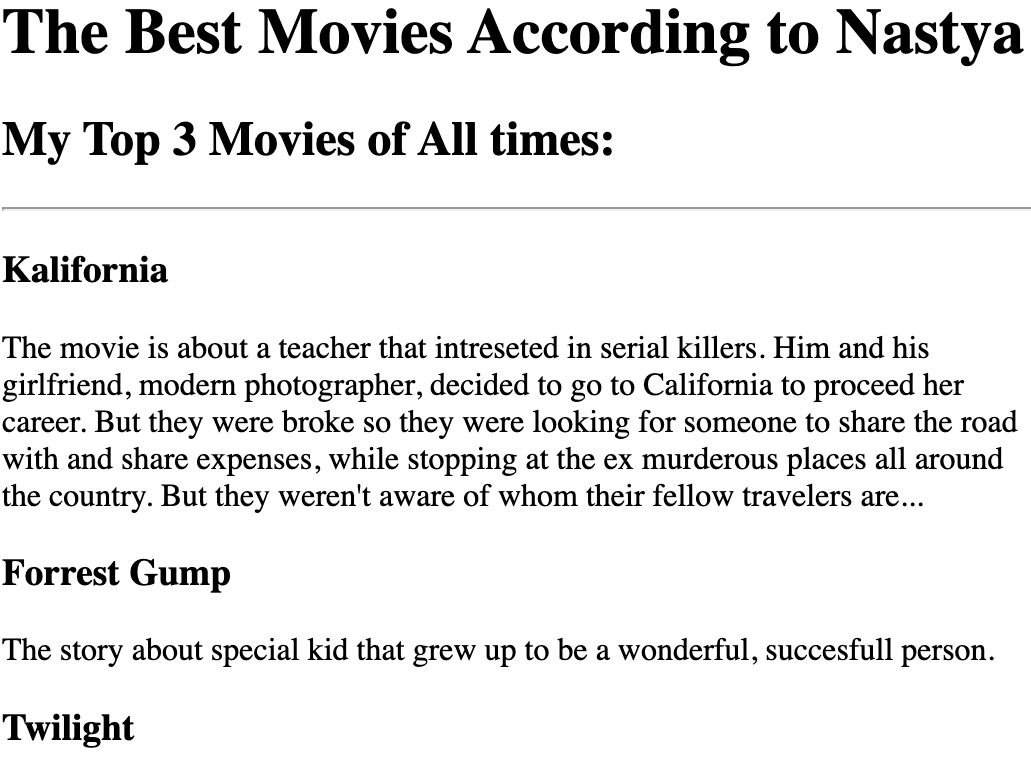 The Best Movies According to Nastya
My Top 3 Movies of All times:
Kalifornia
The movie is about a teacher that intreseted in serial killers. Him and his
girlfriend, modern photographer, decided to go to California to proceed her
career. But they were broke so they were looking for someone to share the road
with and share expenses, while stopping at the ex murderous places all around
the country. But they weren't aware of whom their fellow travelers are...
Forrest Gump
The story about special kid that grew up to be a wonderful, succesfull person.
Twilight